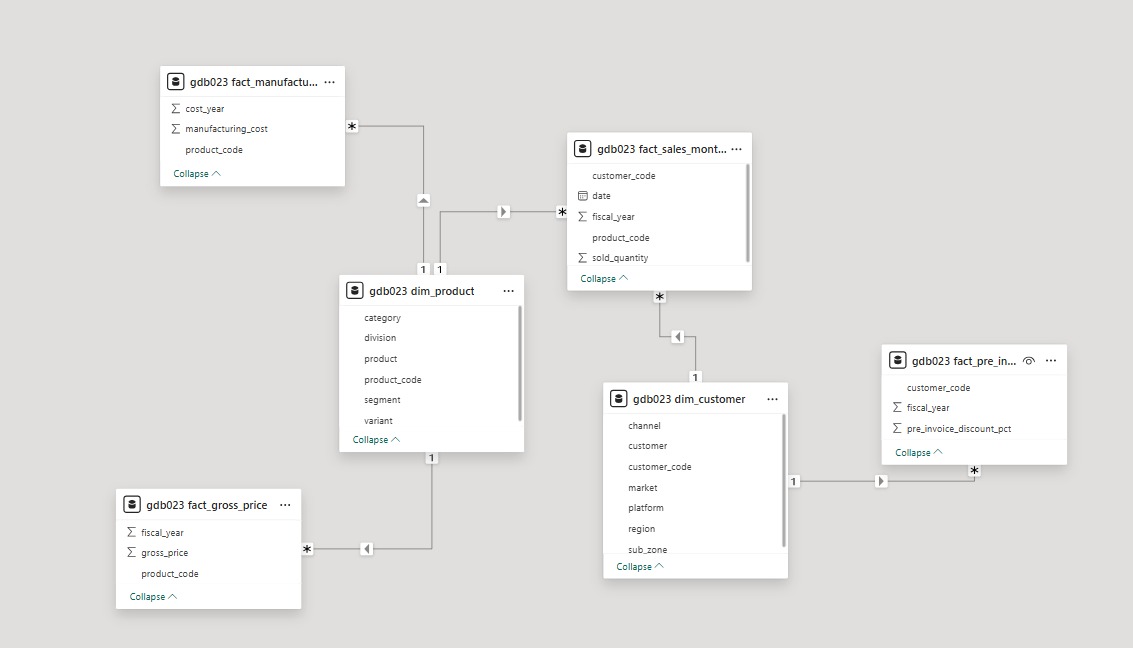 gdb023 fact_manufactu... ...
cost_year
manufacturing_cost
product_code
Collapse
*
1 1
gdb023 fact_sales_mont... ...
customer_code
date
fiscal_year
product_code
sold_quantity
Collapse
*
*
gdb023 dim_product ...
category
division
product
product_code
segment
variant
Collapse
1
gdb023 fact_gross_price ...
fiscal_year
gross_price
product_code
Collapse
*
1
gdb023 dim_customer ...
channel
customer
customer_code
market
platform
region
sub_zone
Collapse
1
gdb023 fact_pre_in... ...
customer_code
fiscal_year
pre_invoice_discount_pct
Collapse
*